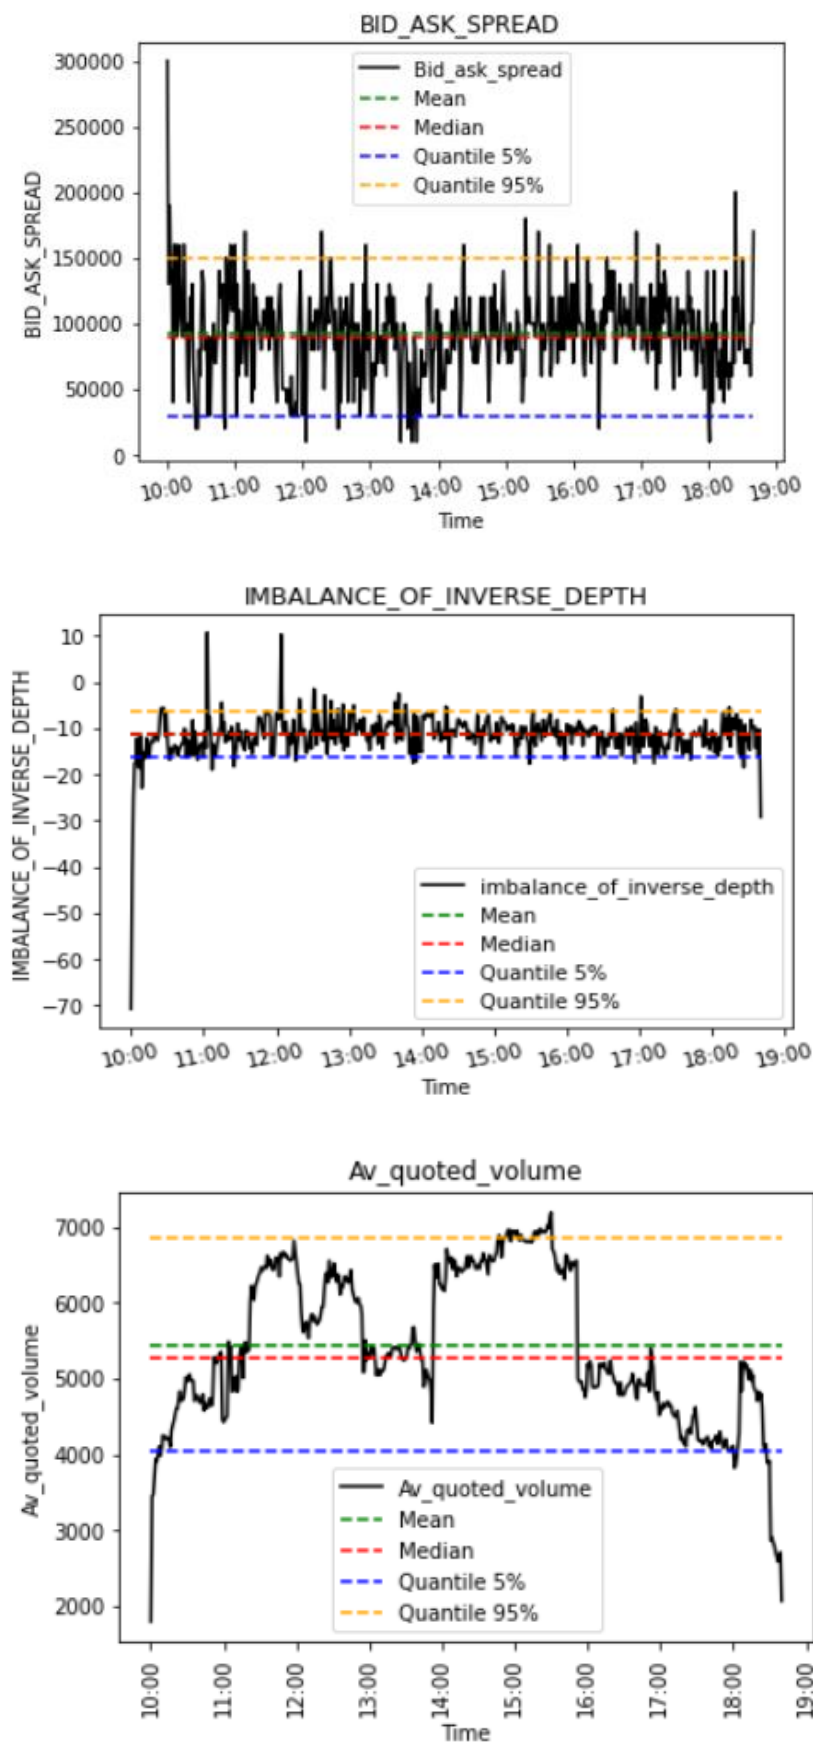 BID_ASK_SPREAD
Bid_ask_spread
Mean
Median
Quantile 5%
Quantile 95%
BID_ASK_SPREAD
300000
250000
200000
150000
100000
50000
0
10:00 11:00 12:00 13:00 14:00 15:00 16:00 17:00 18:00 19:00
Time
IMBALANCE_OF_INVERSE_DEPTH
IMBALANCE_OF_INVERSE_DEPTH
10
0
−10
−20
−30
−40
−50
−60
−70
imbalance_of_inverse_depth
Mean
Median
Quantile 5%
Quantile 95%
10:00 11:00 12:00 13:00 14:00 15:00 16:00 17:00 18:00 19:00
Time
Av_quoted_volume
Av_quoted_volume
7000
6000
5000
4000
3000
2000
Av_quoted_volume
Mean
Median
Quantile 5%
Quantile 95%
10:00 11:00 12:00 13:00 14:00 15:00 16:00 17:00 18:00 19:00
Time